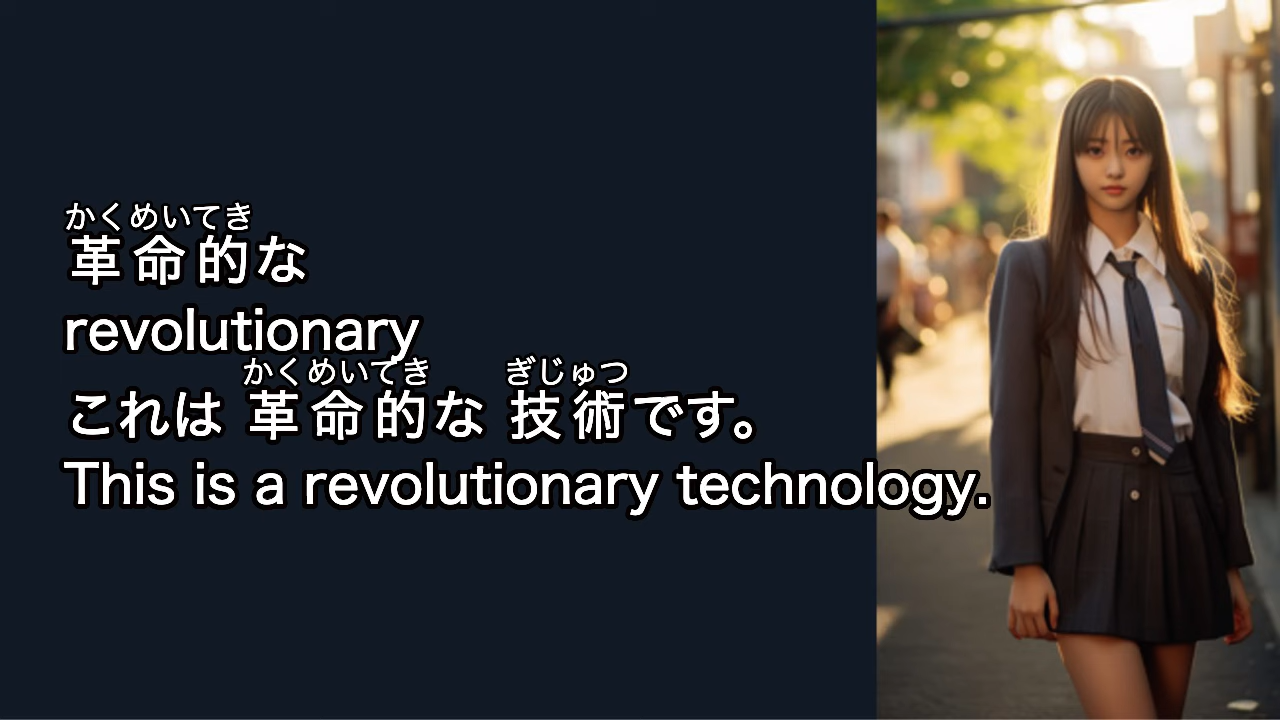 かくめいてき
革命的な
revolutionary
かくめいてき ぎじゅつ
これは 革命的な 技術です。
This is a revolutionary technology.